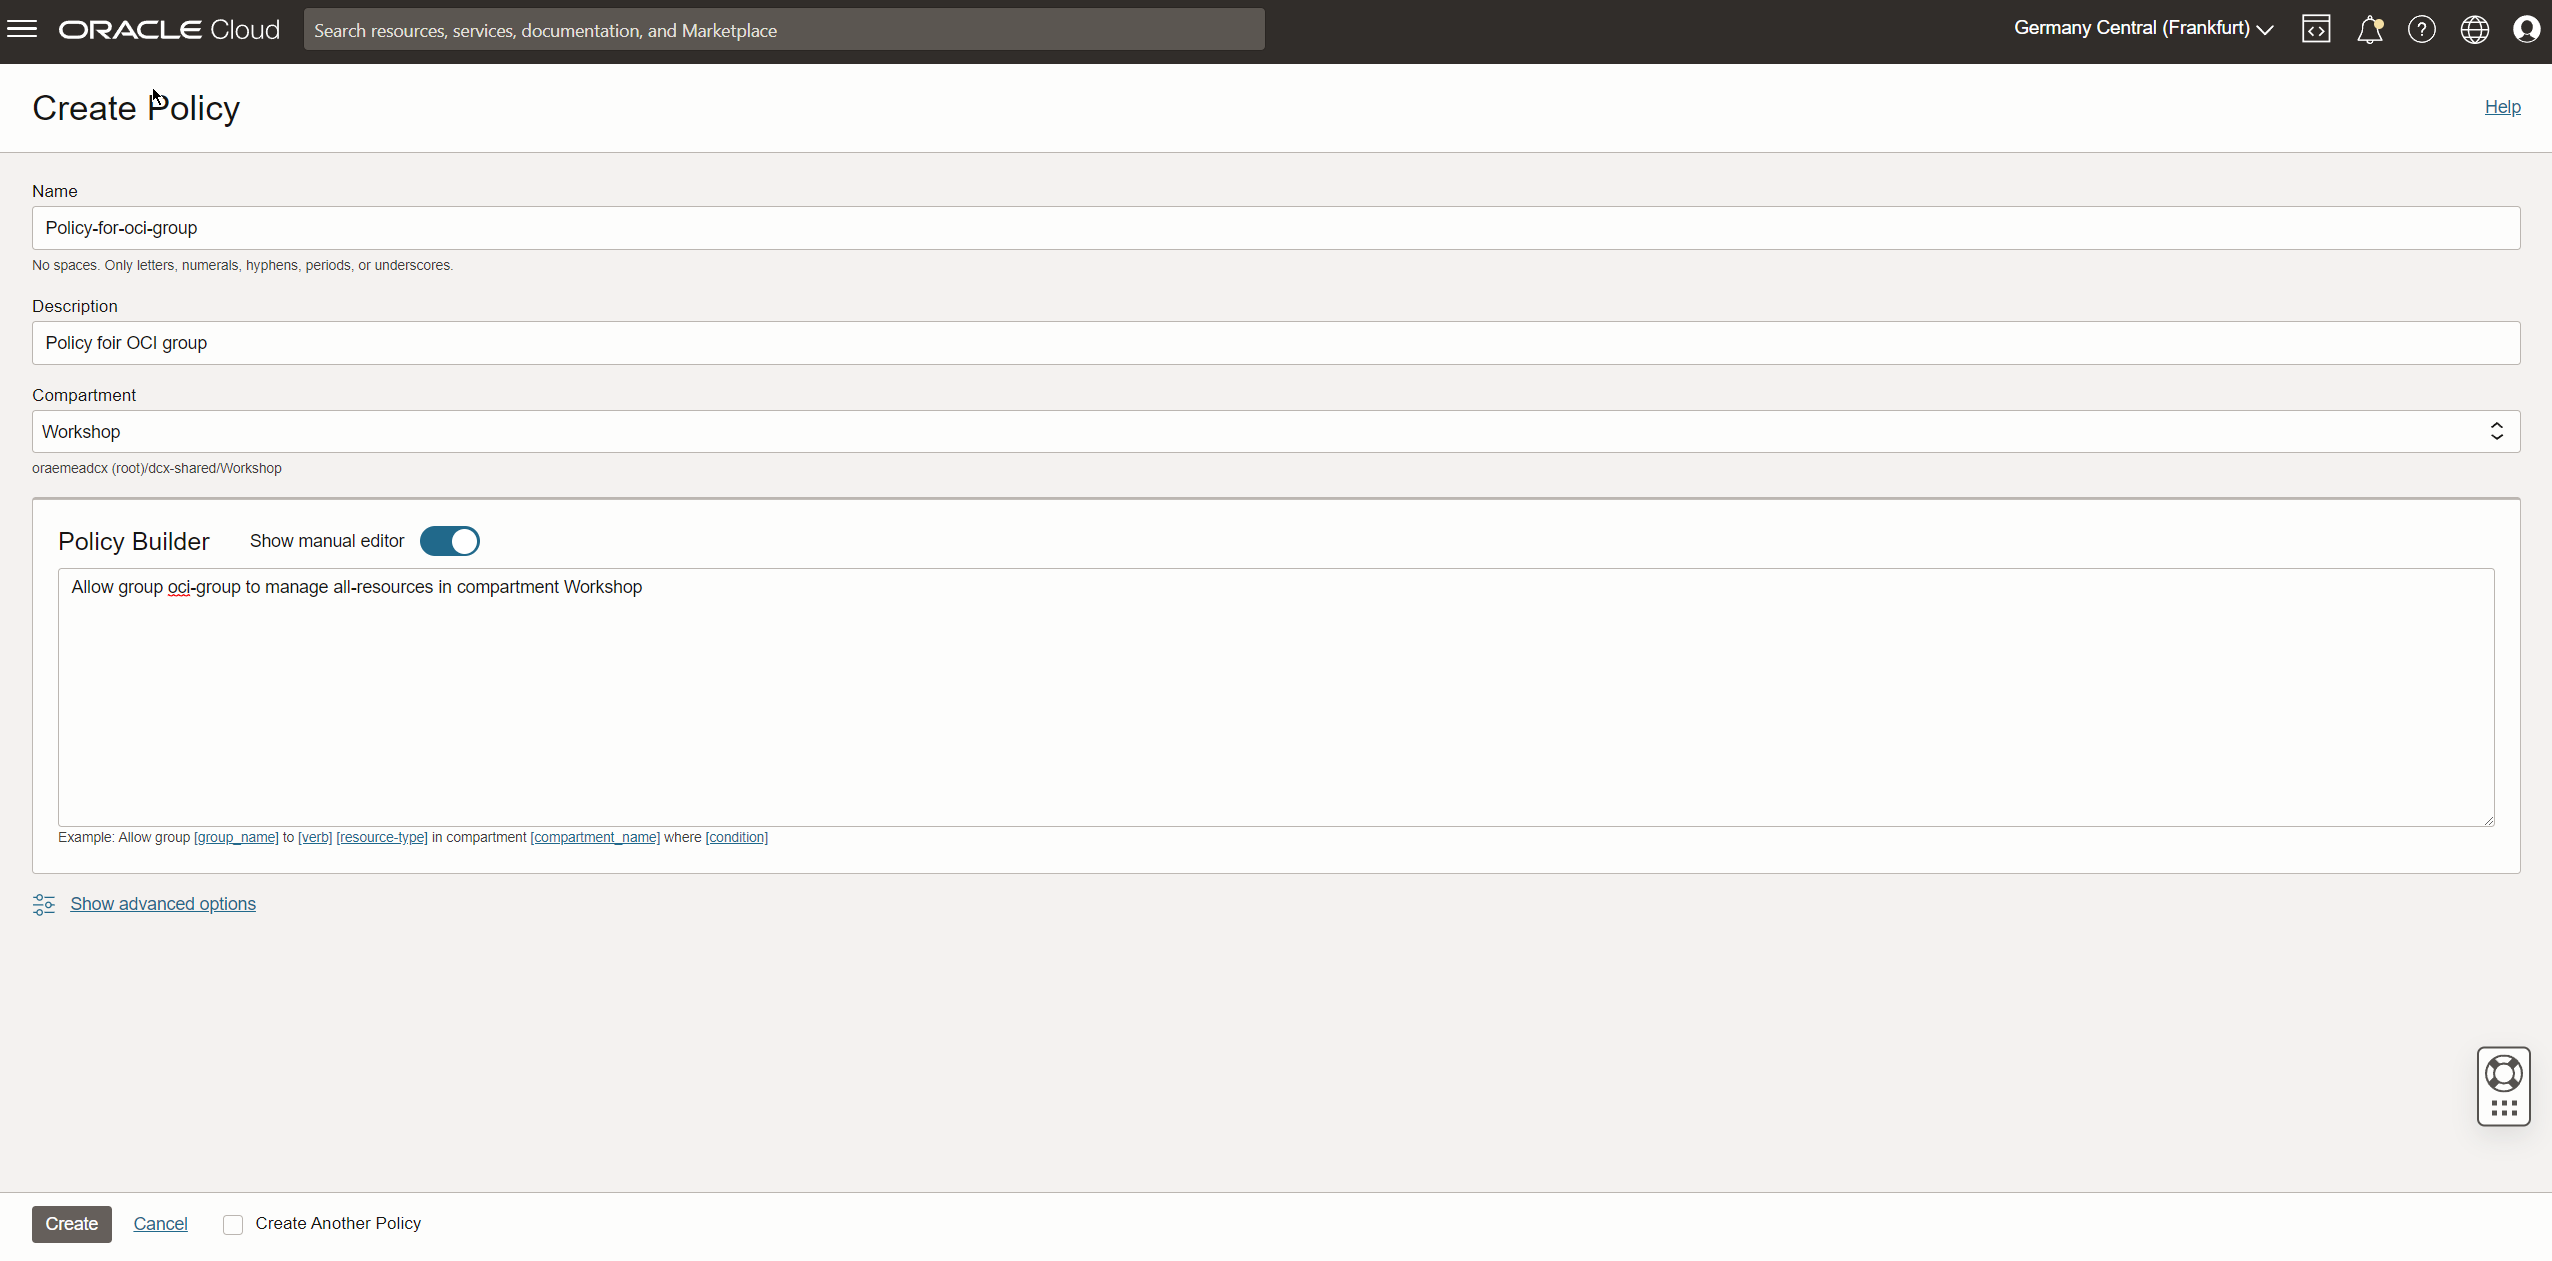 ORACLE Cloud
Search resources, services, documentation, and Marketplace
Germany Central (Frankfurt)
Create Policy
Help
Name
Policy-for-oci-group
No spaces. Only letters, numerals, hyphens, periods, or underscores.
Description
Policy foir OCI group
Compartment
Workshop
oraemeadcx (root)/dcx-shared/Workshop
Policy Builder
Show manual editor
Allow group oci-group to manage all-resources in compartment Workshop
Example: Allow group [group_name] to [verb] [resource-type] in compartment [compartment_name] where [condition]
Show advanced options
Create
Cancel
Create Another Policy